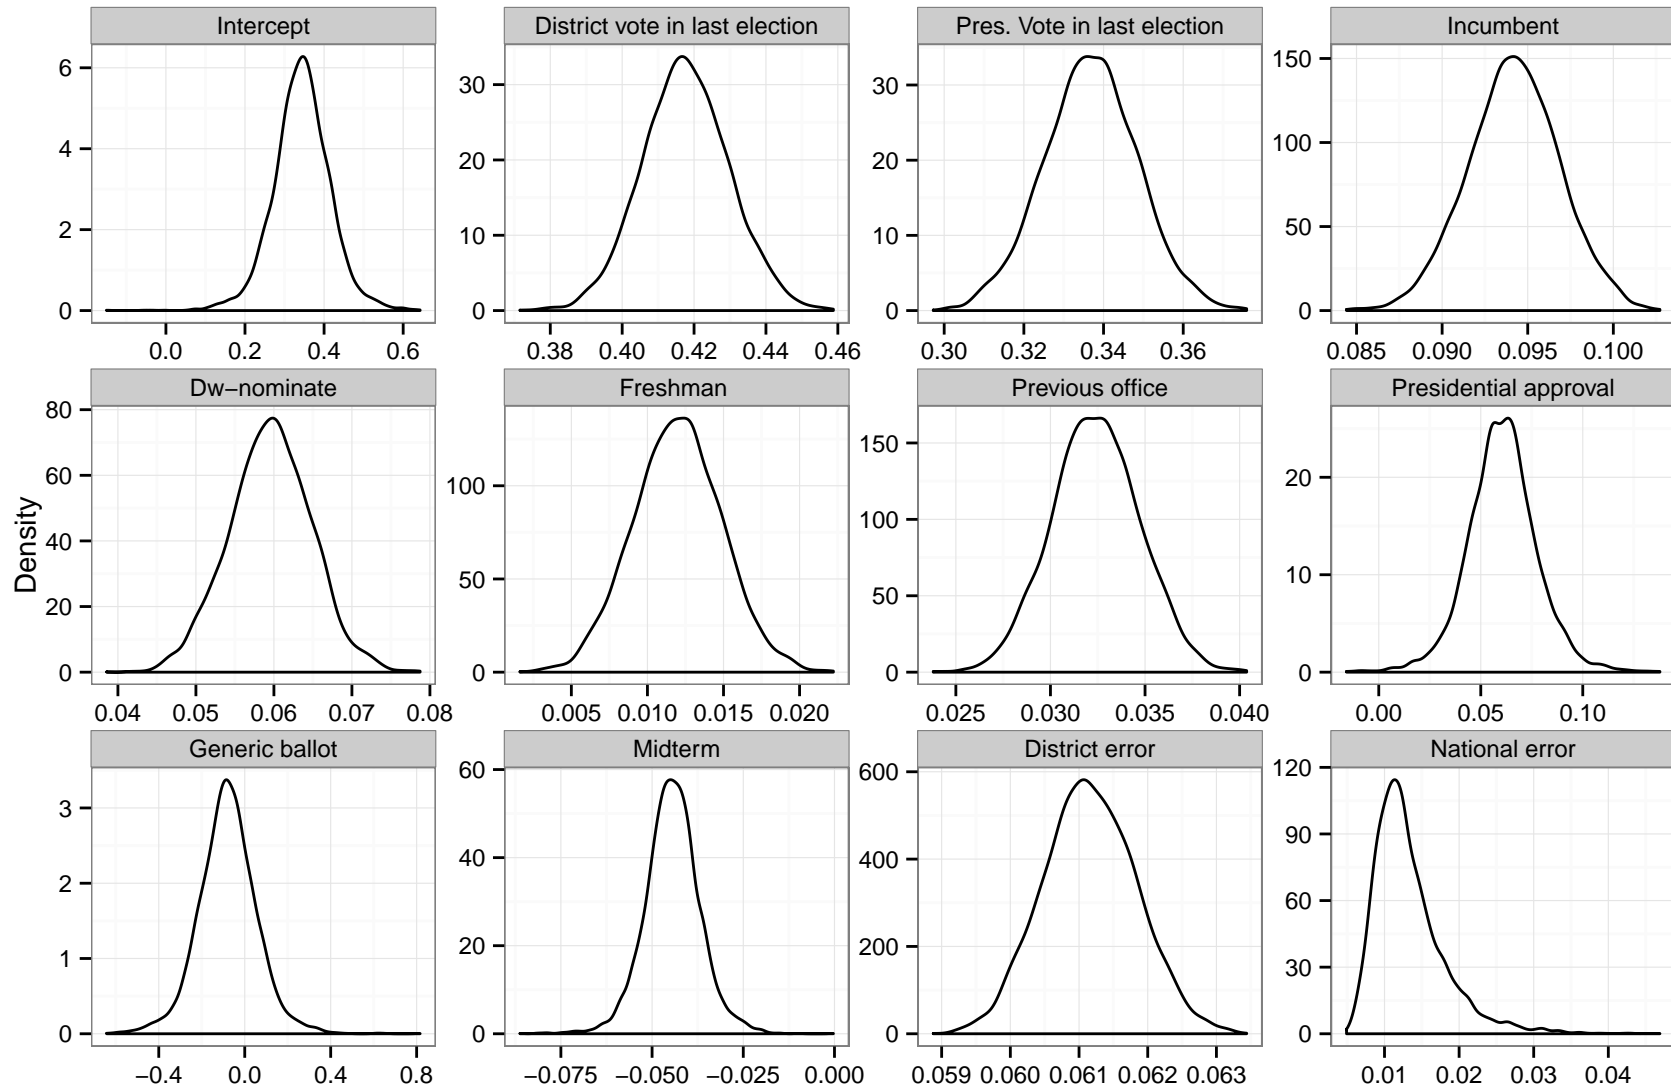 Intercept District vote in last election Pres. Vote in last election Incumbent
6 30 30 150
4 20 20 100
2 10 10 50
0 0 0 0
0.0 0.2 0.4 0.6 0.38 0.40 0.42 0.44 0.46 0.30 0.32 0.34 0.36 0.085 0.090 0.095 0.100
Dw−nominate Freshman Previous office Presidential approval
80
60 100 150 20
40 50 100 10
20 0 50 0
0 0
0.04 0.05 0.06 0.07 0.08 0.005 0.010 0.015 0.020 0.025 0.030 0.035 0.040 0.00 0.05 0.10
Density
Generic ballot Midterm District error National error
3 60 600 120
2 40 400 90
1 20 200 60
0 0 0 30
0
−0.4 0.0 0.4 0.8 −0.075 −0.050 −0.025 0.000 0.059 0.060 0.061 0.062 0.063 0.01 0.02 0.03 0.04